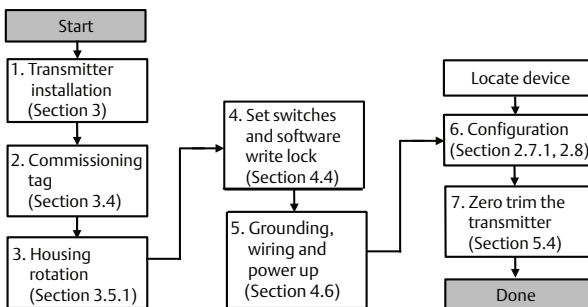 Start
1. Transmitter
installation
(Section 3)
2. Commissioning
tag
(Section 3.4)
3. Housing
rotation
(Section 3.5.1)
4. Set switches
and software
write lock
(Section 4.4)
5. Grounding,
wiring and
power up
(Section 4.6)
Locate device
6. Configuration
(Section 2.7.1, 2.8)
7. Zero trim the
transmitter
(Section 5.4)
Done